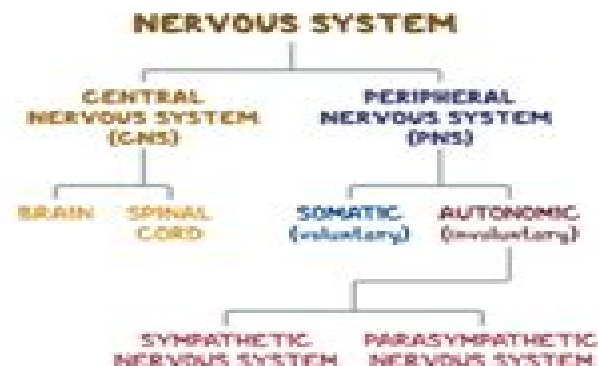 NERVOUS SYSTEM
CENTRAL
NERVOUS SYSTEM
(CNS)
PERIPHERAL
NERVOUS SYSTEM
(PNS)
BRAIN
SPINAL
CORD
SOMATIC
(voluntary)
AUTONOMIC
(involuntary)
SYMPATHETIC
NERVOUS SYSTEM
PARASYMPATHETIC
NERVOUS SYSTEM